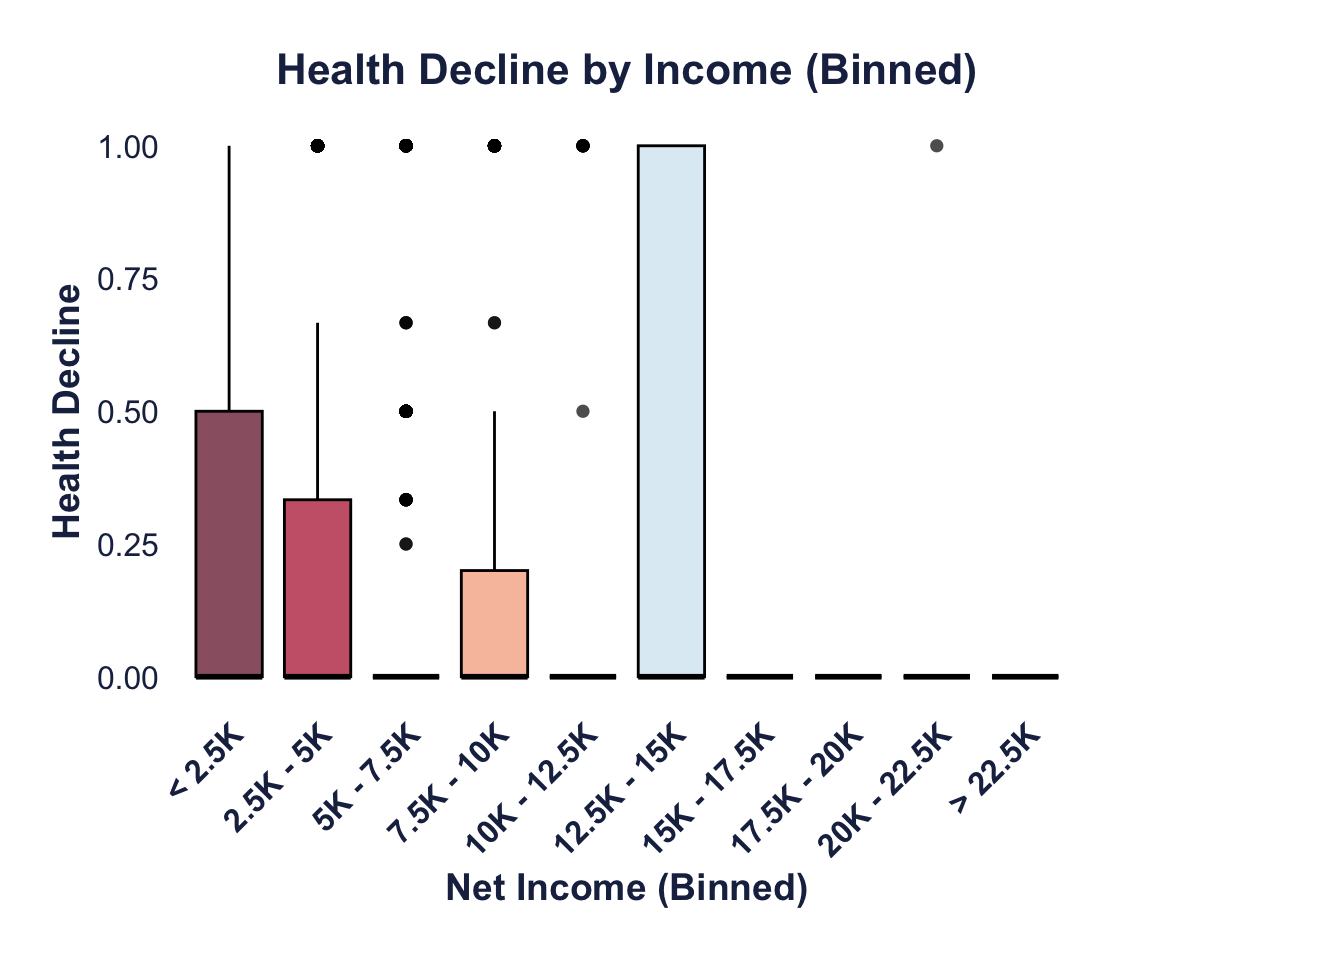 Health Decline by Income (Binned)
Health Decline
1.00
0.75
0.50
0.25
0.00
< 2.5K
2.5K - 5K
5K - 7.5K
7.5K - 10K
10K - 12.5K
12.5K - 15K
15K - 17.5K
17.5K - 20K
20K - 22.5K
> 22.5K
Net Income (Binned)